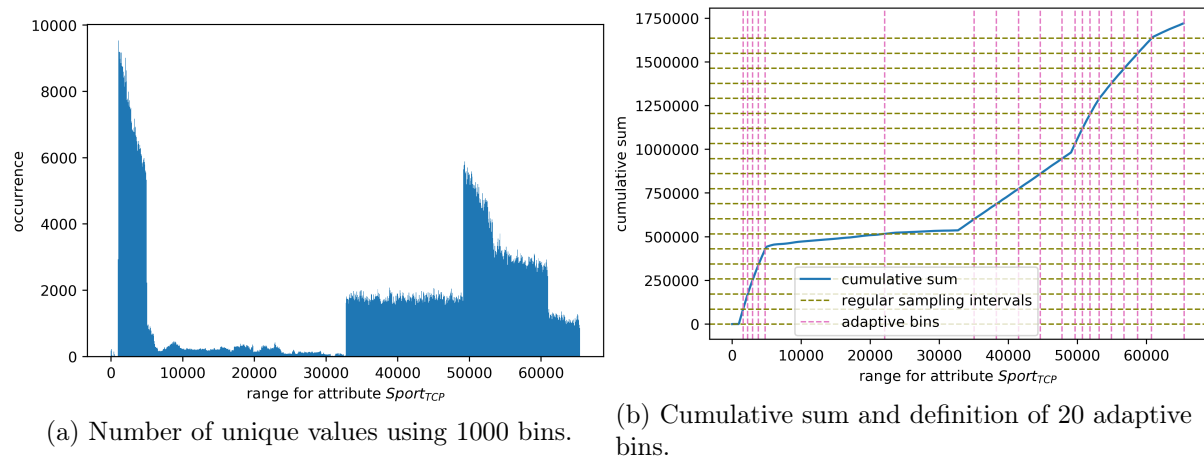 10000
8000
6000
4000
2000
0
occurrence
0
10000
20000
30000
40000
50000
60000
range for attribute Sport_TCP
(a) Number of unique values using 1000 bins.
1750000
1500000
1250000
1000000
750000
500000
250000
0
cumulative sum
cumulative sum
regular sampling intervals
adaptive bins
0
10000
20000
30000
40000
50000
60000
range for attribute Sport_TCP
(b) Cumulative sum and definition of 20 adaptive
bins.